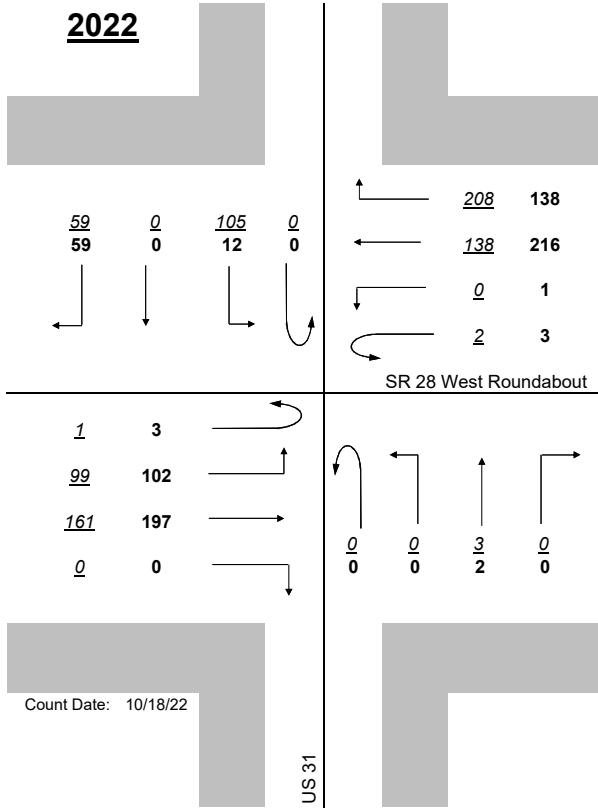 2022
208 138
59 0 105 0
59 0 12 0
138 216
0 1
2 3
SR 28 West Roundabout
1 3
99 102
161 197
0 0
0 0 3 0
0 0 2 0
Count Date: 10/18/22
US 31